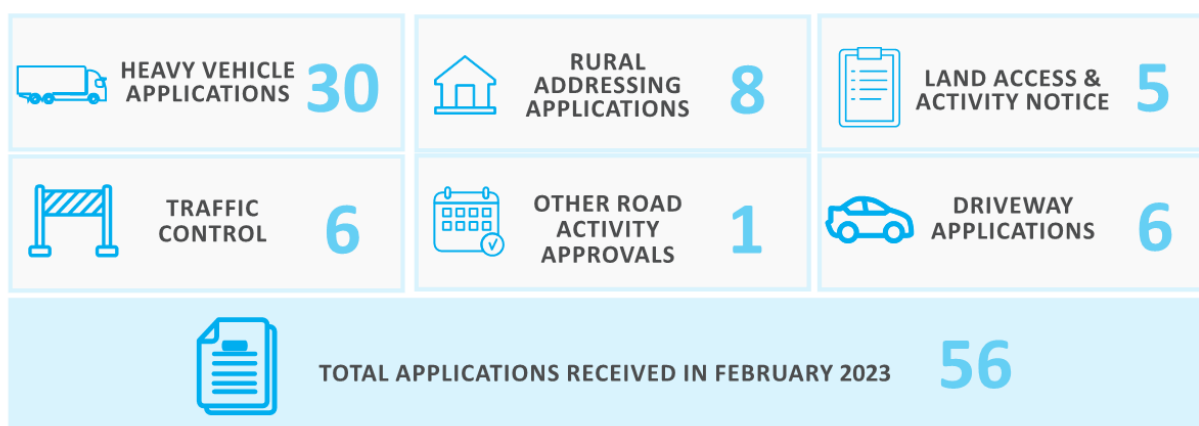 HEAVY VEHICLE
APPLICATIONS
30
RURAL
ADDRESSING
APPLICATIONS
8
LAND ACCESS &
ACTIVITY NOTICE
5
TRAFFIC
CONTROL
6
OTHER ROAD
ACTIVITY
APPROVALS
1
DRIVEWAY
APPLICATIONS
6
TOTAL APPLICATIONS RECEIVED IN FEBRUARY 2023
56